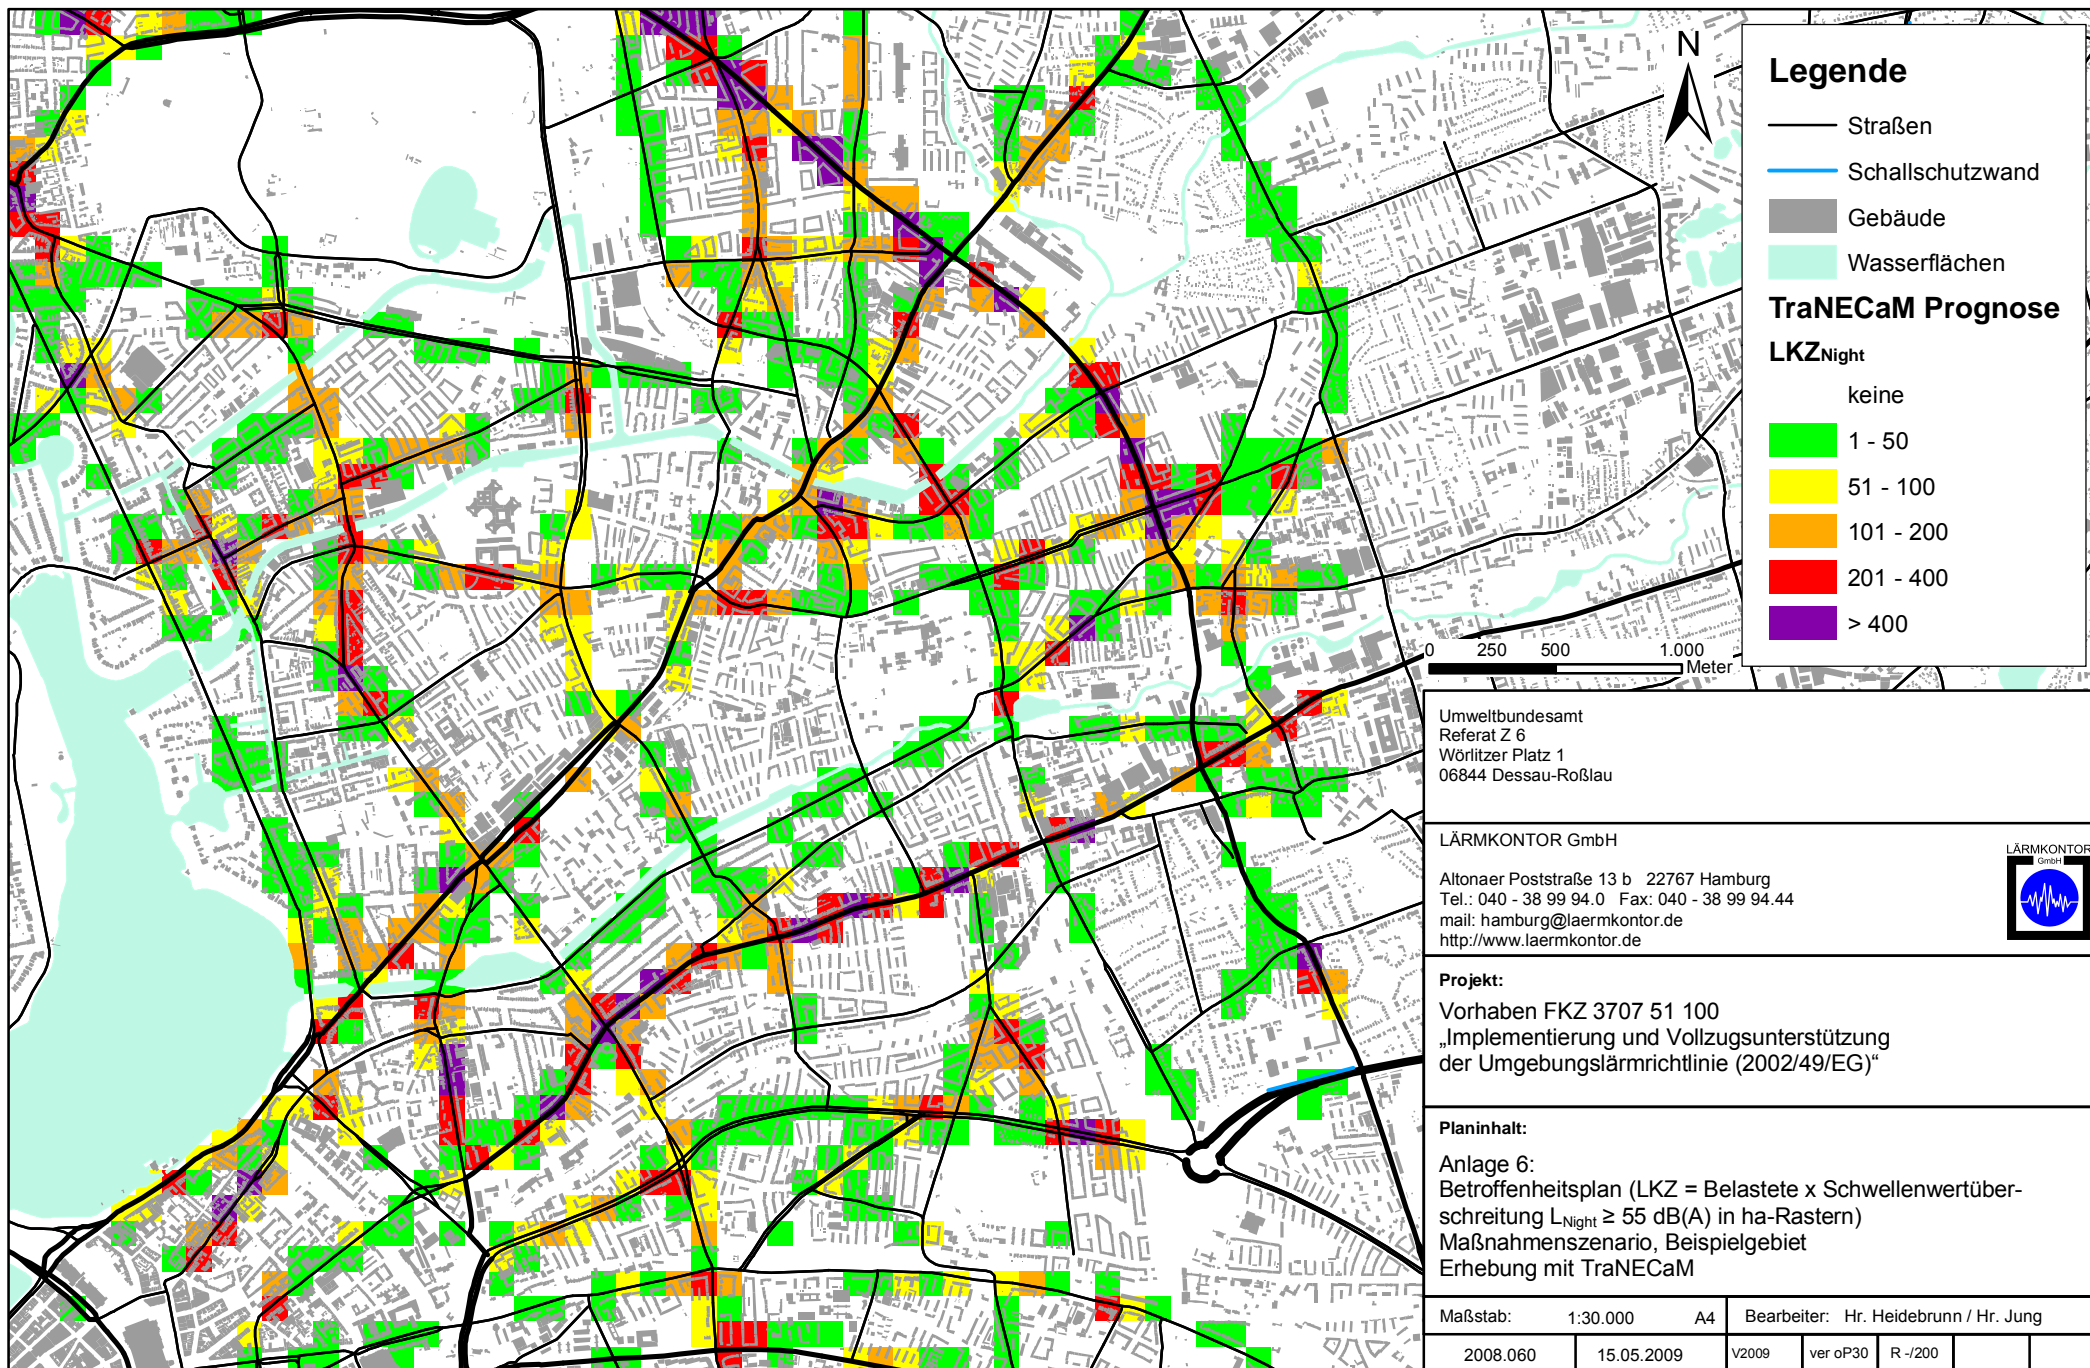 N
Legende
Straßen
Schallschutzwand
Gebäude
Wasserflächen
TraNECaM Prognose
LKZNight
keine
1 - 50
51 - 100
101 - 200
201 - 400
> 400
0 250 500 1.000
Meter
Umweltbundesamt
Referat Z 6
Wörlitzer Platz 1
06844 Dessau-Roßlau
LÄRMKONTOR GmbH
Altonaer Poststraße 13 b 22767 Hamburg
Tel.: 040 - 38 99 94.0 Fax: 040 - 38 99 94.44
mail: hamburg@laermkontor.de
http://www.laermkontor.de
LÄRMKONTOR
GmbH
Projekt:
Vorhaben FKZ 3707 51 100
„Implementierung und Vollzugsunterstützung
der Umgebungslärmrichtlinie (2002/49/EG)“
Planinhalt:
Anlage 6:
Betroffenheitsplan (LKZ = Belastete x Schwellenwertüber-
schreitung LNight ≥ 55 dB(A) in ha-Rastern)
Maßnahmenszenario, Beispielgebiet
Erhebung mit TraNECaM
Maßstab: 1:30.000 A4 Bearbeiter: Hr. Heidebrunn / Hr. Jung
2008.060 15.05.2009 V2009 ver oP30 R -/200